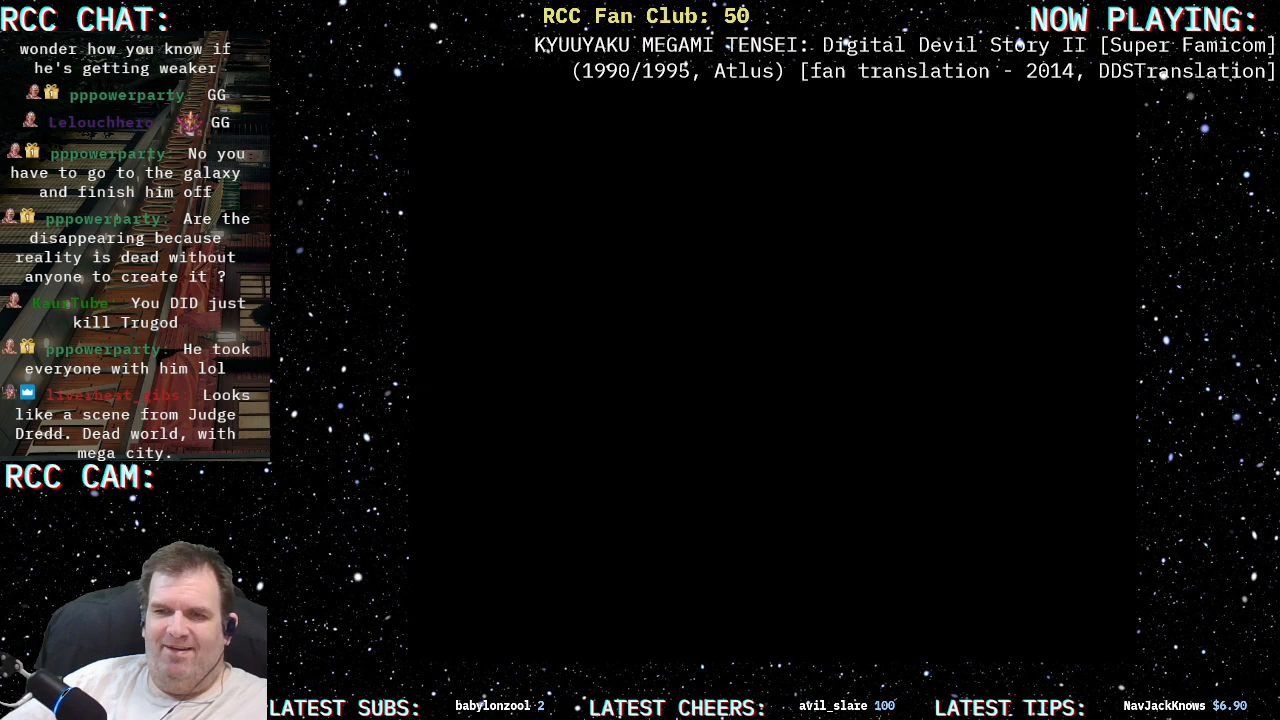 RCC CHAT:
wonder how you know if
he's getting weaker
pppowerparty: GG
Lelouchhero: GG
pppowerparty: No you
have to go to the galaxy
and finish him off
pppowerparty: Are the
disappearing because
reality is dead without
anyone to create it ?
KaurTube: You DID just
kill Trugod
pppowerparty: He took
everyone with him lol
liverbest_gibs: Looks
like a scene from Judge
Dredd. Dead world, with
mega city.
RCC CAM:
RCC Fan Club: 50
NOW PLAYING:
KYUUYAKU MEGAMI TENSEI: Digital Devil Story II [Super Famicom]
(1990/1995, Atlus) [fan translation - 2014, DDSTranslation]
LATEST SUBS: babylonzool 2 LATEST CHEERS: avil_slare 100 LATEST TIPS: NavJackKnows $6.90